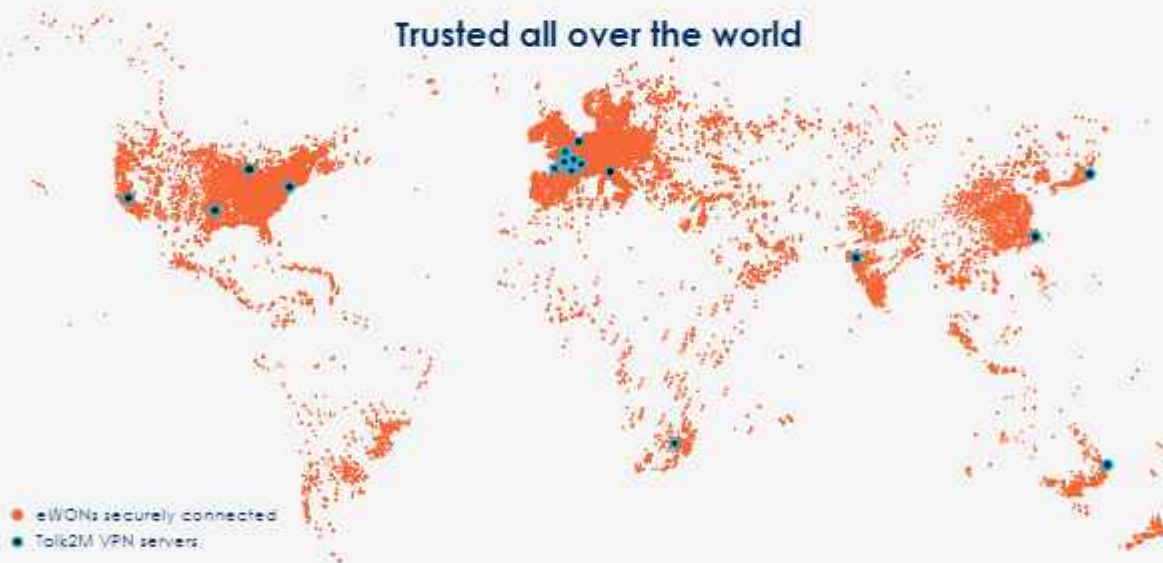 Trusted all over the world
eWONs securely connected
Talk2M VPN servers